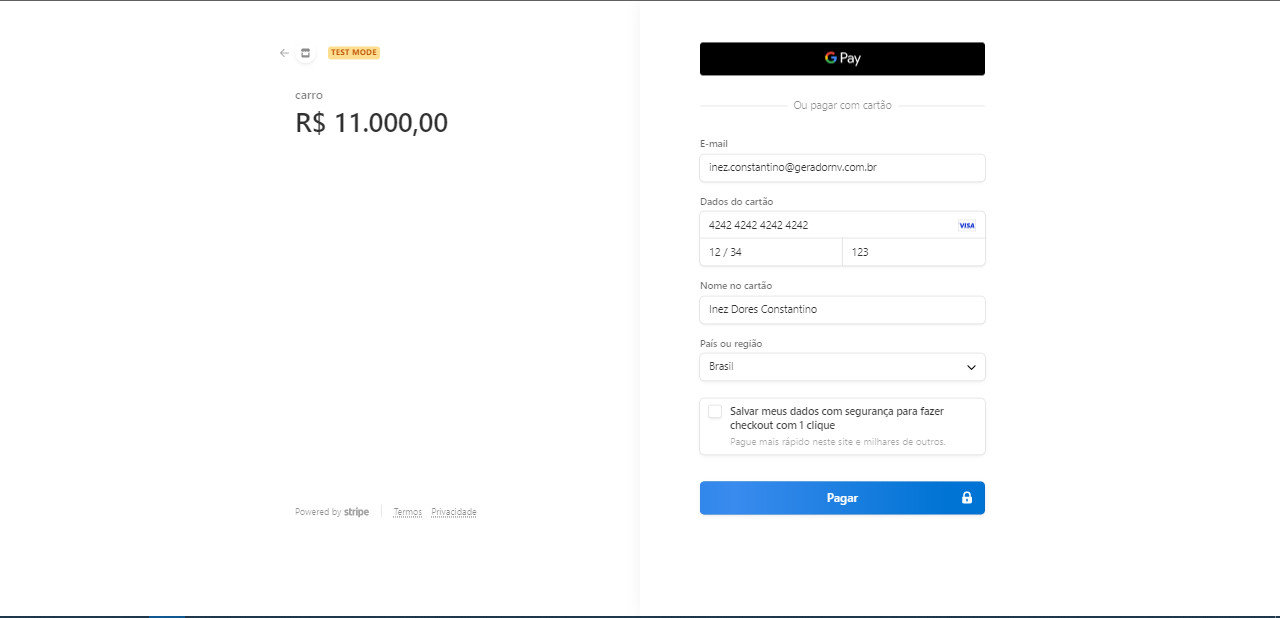 TEST MODE
carro
R$ 11.000,00
Powered by stripe
Termos Privacidade
G Pay
Ou pagar com cartão
E-mail
inez.constantino@geradornv.com.br
Dados do cartão
4242 4242 4242 4242 VISA
12 / 34 123
Nome no cartão
Inez Dores Constantino
País ou região
Brasil
Salvar meus dados com segurança para fazer
checkout com 1 clique
Pague mais rápido neste site e milhares de outros.
Pagar